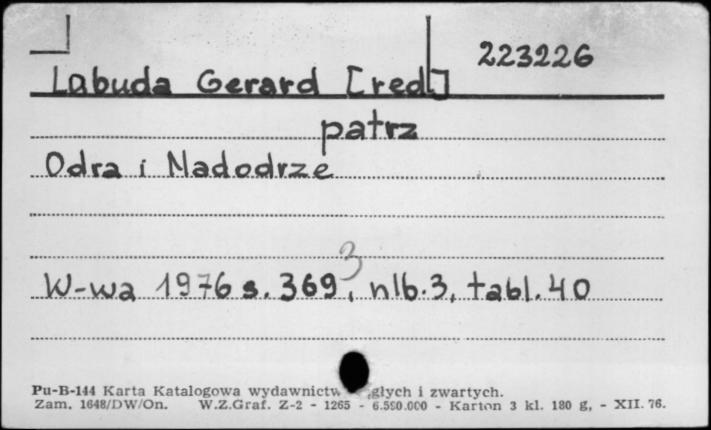 223226
Labuda Gerard [red.]
patrz
Odra i Nadodrze
3
W-wa 1976 s. 369, nlb. 3, tabl. 40
Pu-B-144 Karta Katalogowa wydawnictw głych i zwartych.
Zam. 1648/DW/On. W.Z.Graf. Z-2 - 1265 - 6.590.000 - Karton 3 kl. 180 g, - XII. 76.